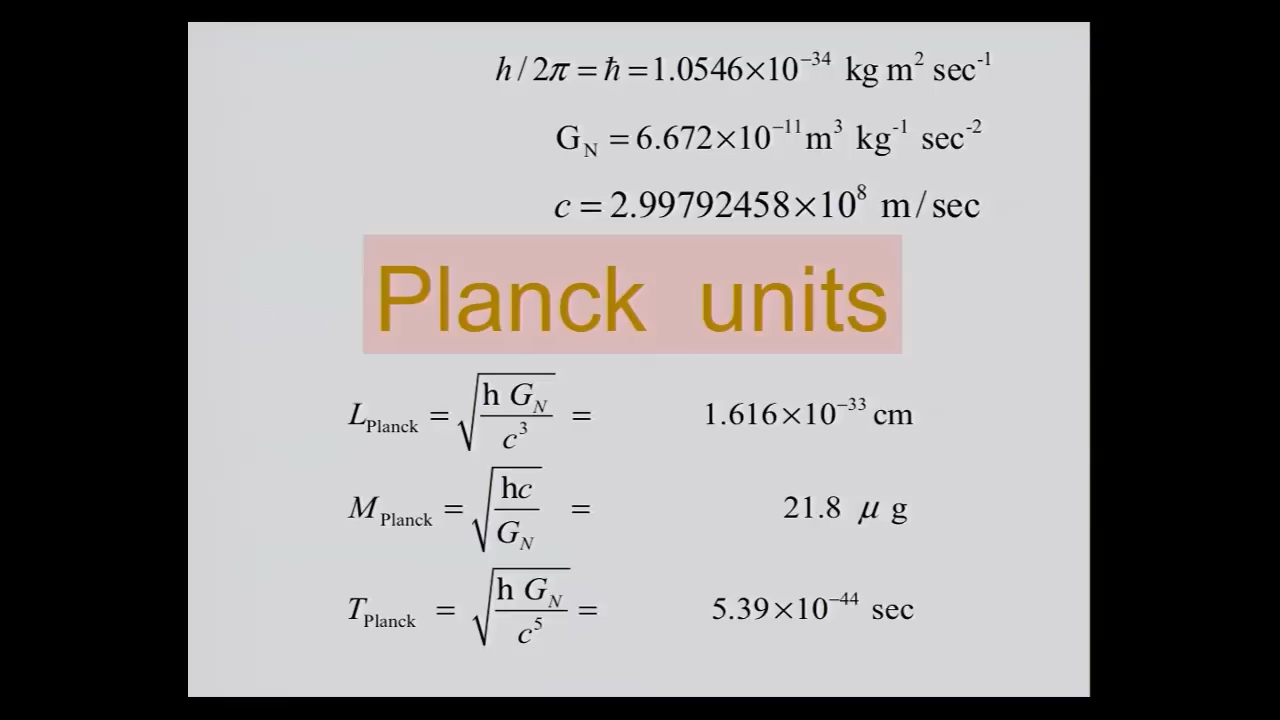 h / 2π = ħ = 1.0546×10⁻³⁴ kg m² sec⁻¹
G_N = 6.672×10⁻¹¹ m³ kg⁻¹ sec⁻²
c = 2.99792458×10⁸ m/sec
Planck units
L_Planck = √(h G_N / c³) = 1.616×10⁻³³ cm
M_Planck = √(hc / G_N) = 21.8 μ g
T_Planck = √(h G_N / c⁵) = 5.39×10⁻⁴⁴ sec